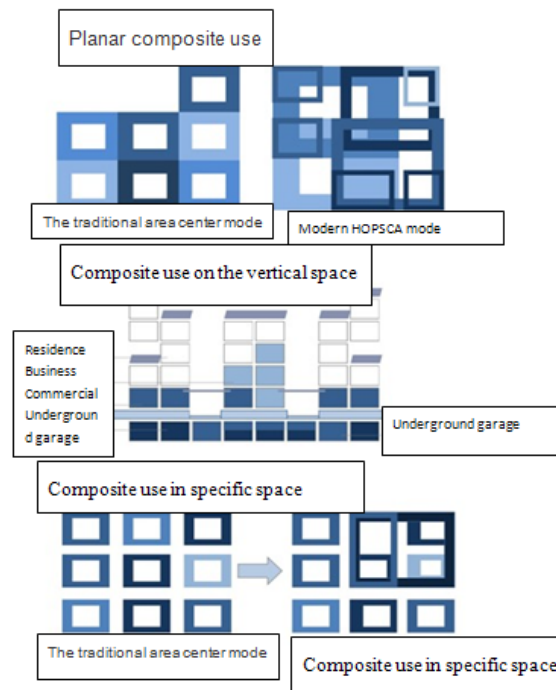 Planar composite use
The traditional area center mode
Modern HOPSCA mode
Composite use on the vertical space
Residence
Business
Commercial
Undergroun
d garage
Underground garage
Composite use in specific space
The traditional area center mode
Composite use in specific space